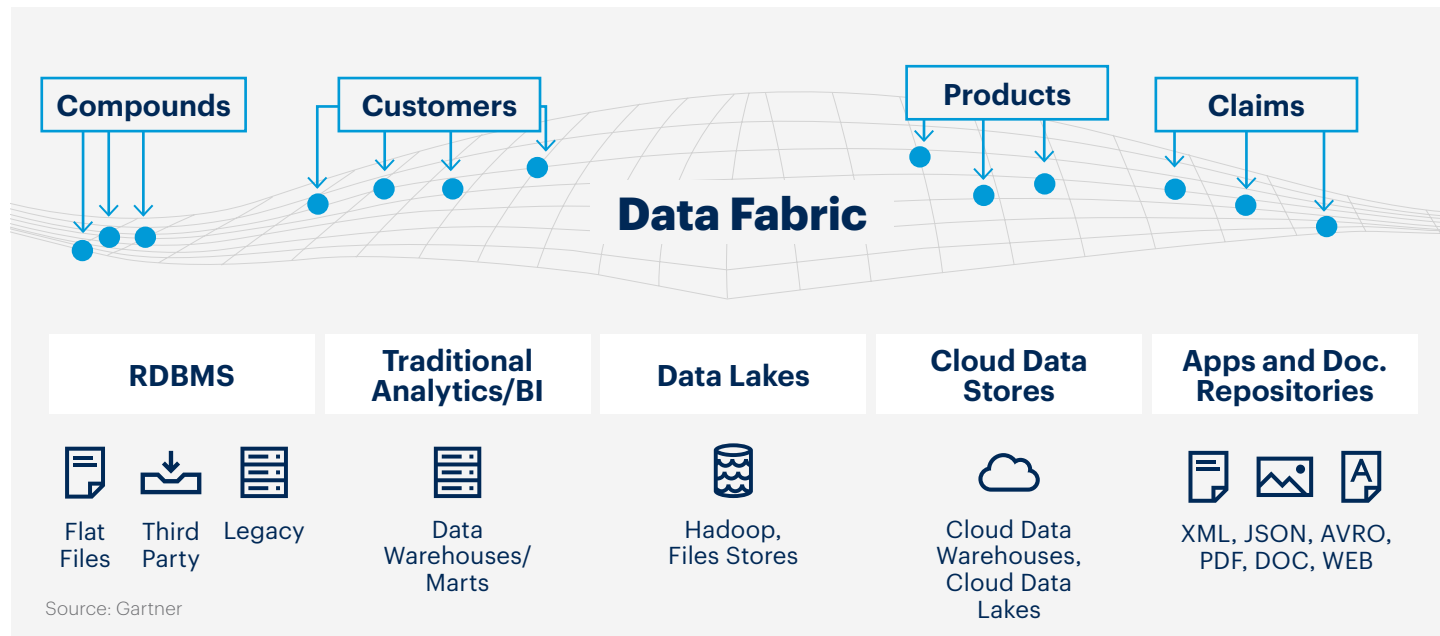 Compounds
Customers
Products
Claims
Data Fabric
RDBMS
Traditional
Analytics/BI
Data Lakes
Cloud Data
Stores
Apps and Doc.
Repositories
Flat
Files
Third
Party
Legacy
Data
Warehouses/
Marts
Hadoop,
Files Stores
Cloud Data
Warehouses,
Cloud Data
Lakes
XML, JSON, AVRO,
PDF, DOC, WEB
Source: Gartner